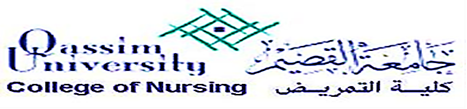 Qassim
University
جامعة القصيم
College of Nursing
كلية التمريض